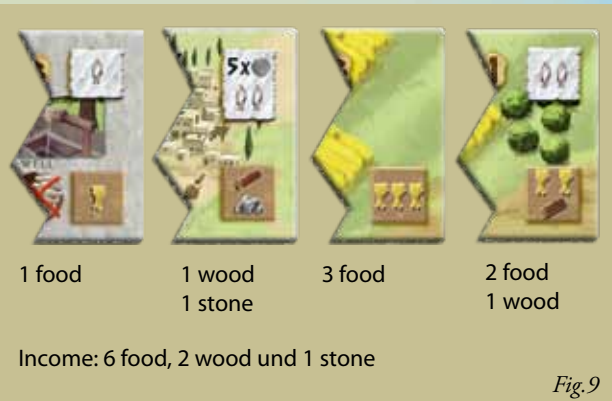 5x
WELL
1 food
1 wood
1 stone
3 food
2 food
1 wood
Income: 6 food, 2 wood und 1 stone
Fig.9